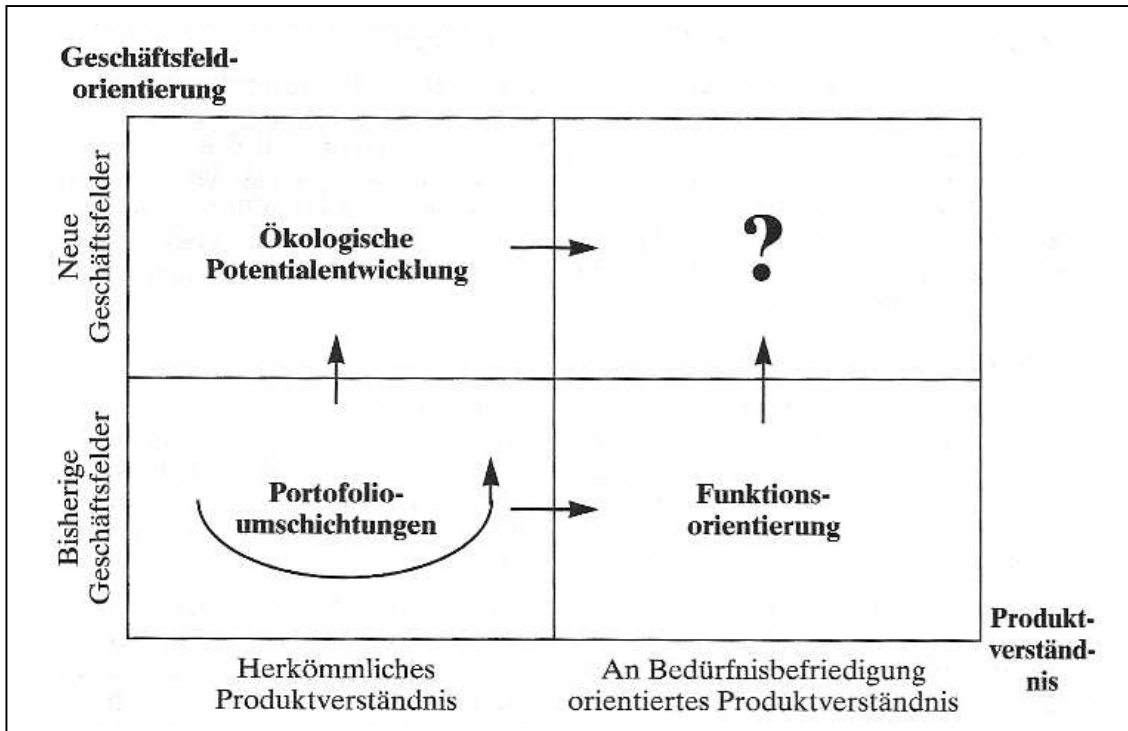 Geschäftsfeld-
orientierung
Neue
Geschäftsfelder
Ökologische
Potentialentwicklung
?
Bisherige
Geschäftsfelder
Portofolio-
umschichtungen
Funktions-
orientierung
Produkt-
verständ-
nis
Herkömmliches
Produktverständnis
An Bedürfnisbefriedigung
orientiertes Produktverständnis